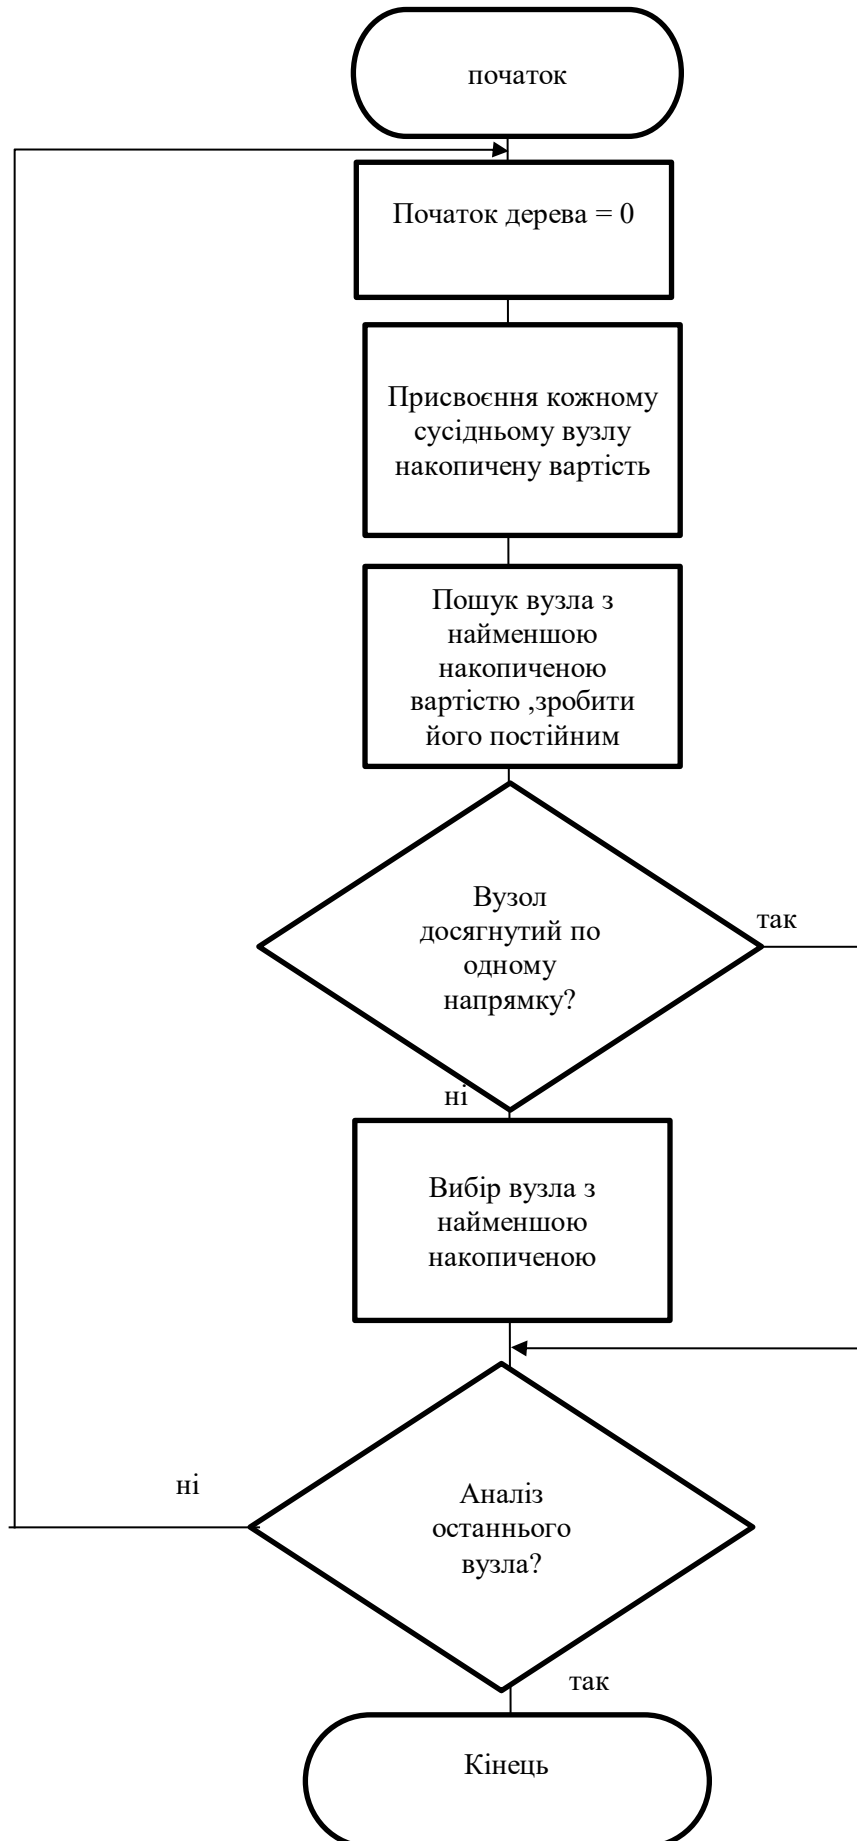 початок
Початок дерева = 0
Присвоєння кожному
сусідньому вузлу
накопичену вартість
Пошук вузла з
найменшою
накопиченою
вартістю ,зробити
його постійним
Вузол
досягнутий по
одному
напрямку?
так
ні
Вибір вузла з
найменшою
накопиченою
ні
Аналіз
останнього
вузла?
так
Кінець